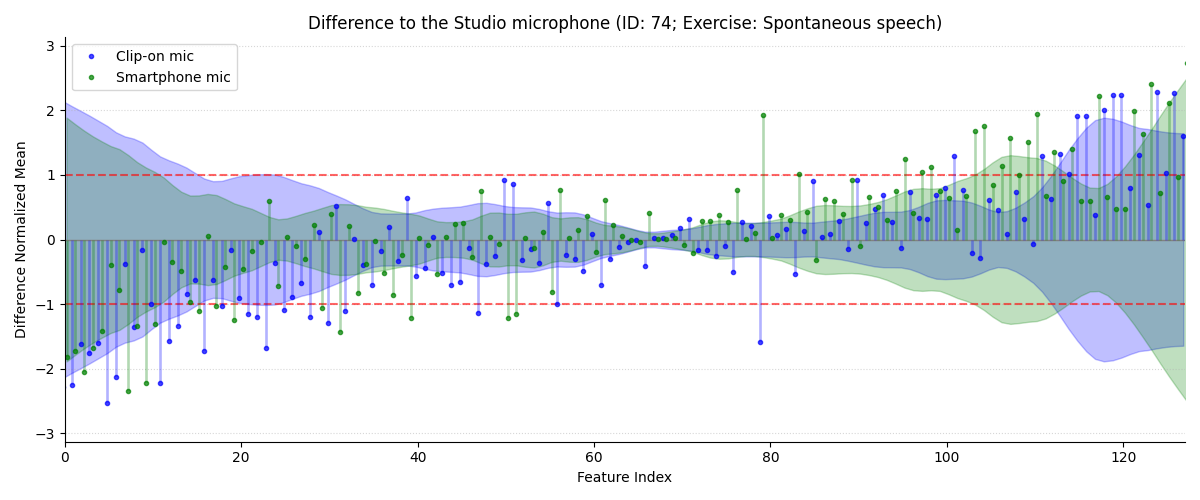 Difference to the Studio microphone (ID: 74; Exercise: Spontaneous speech)
Clip-on mic
Smartphone mic
Difference Normalized Mean
3
2
1
0
−1
−2
−3
0 20 40 60 80 100 120
Feature Index